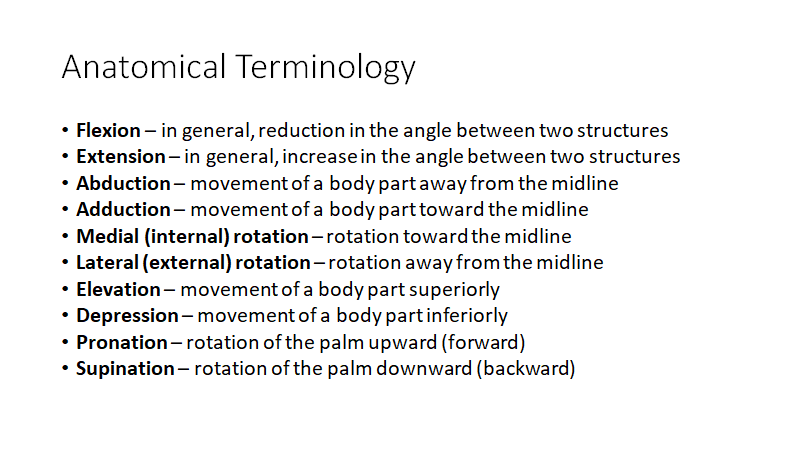 Anatomical Terminology
• Flexion – in general, reduction in the angle between two structures
• Extension – in general, increase in the angle between two structures
• Abduction – movement of a body part away from the midline
• Adduction – movement of a body part toward the midline
• Medial (internal) rotation – rotation toward the midline
• Lateral (external) rotation – rotation away from the midline
• Elevation – movement of a body part superiorly
• Depression – movement of a body part inferiorly
• Pronation – rotation of the palm upward (forward)
• Supination – rotation of the palm downward (backward)